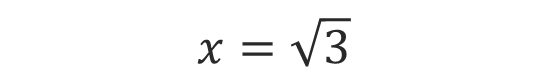 x = √3